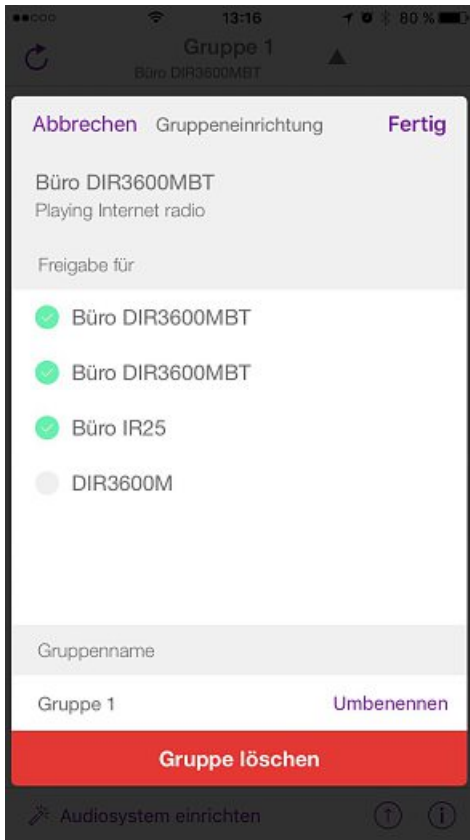 13:16
80 %
Gruppe 1
Büro DIR3600MBT
Abbrechen Gruppeneinrichtung Fertig
Büro DIR3600MBT
Playing Internet radio
Freigabe für
Büro DIR3600MBT
Büro DIR3600MBT
Büro IR25
DIR3600M
Gruppenname
Gruppe 1 Umbenennen
Gruppe löschen
Audiosystem einrichten